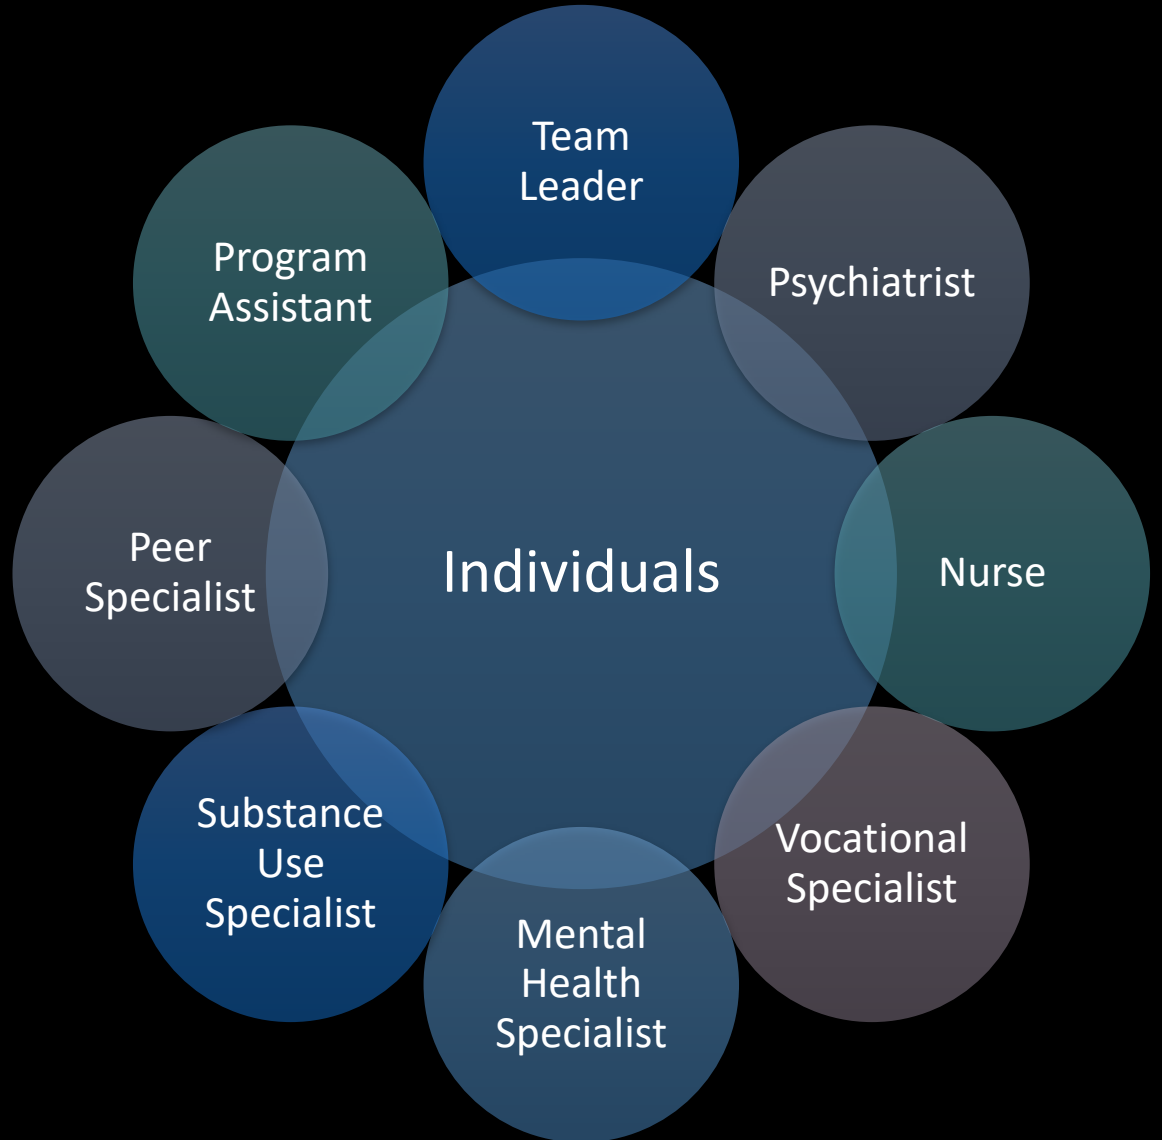 Team
Leader
Psychiatrist
Nurse
Vocational
Specialist
Mental
Health
Specialist
Substance
Use
Specialist
Peer
Specialist
Program
Assistant
Individuals